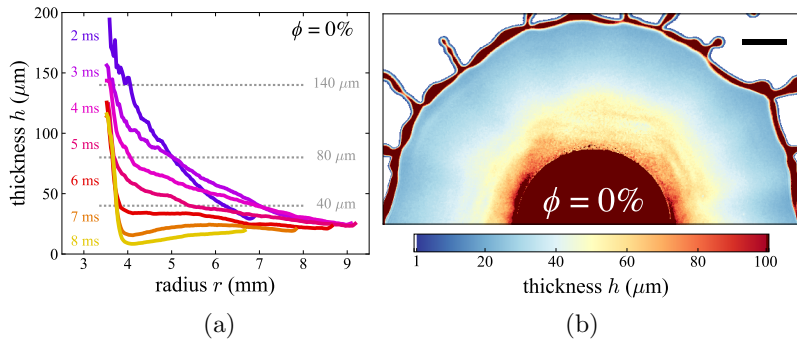 200
150
100
50
0
thickness h (μm)
2 ms
3 ms
4 ms
5 ms
6 ms
7 ms
8 ms
ϕ = 0%
140 μm
80 μm
40 μm
3 4 5 6 7 8 9
radius r (mm)
(a)
ϕ = 0%
1 20 40 60 80 100
thickness h (μm)
(b)